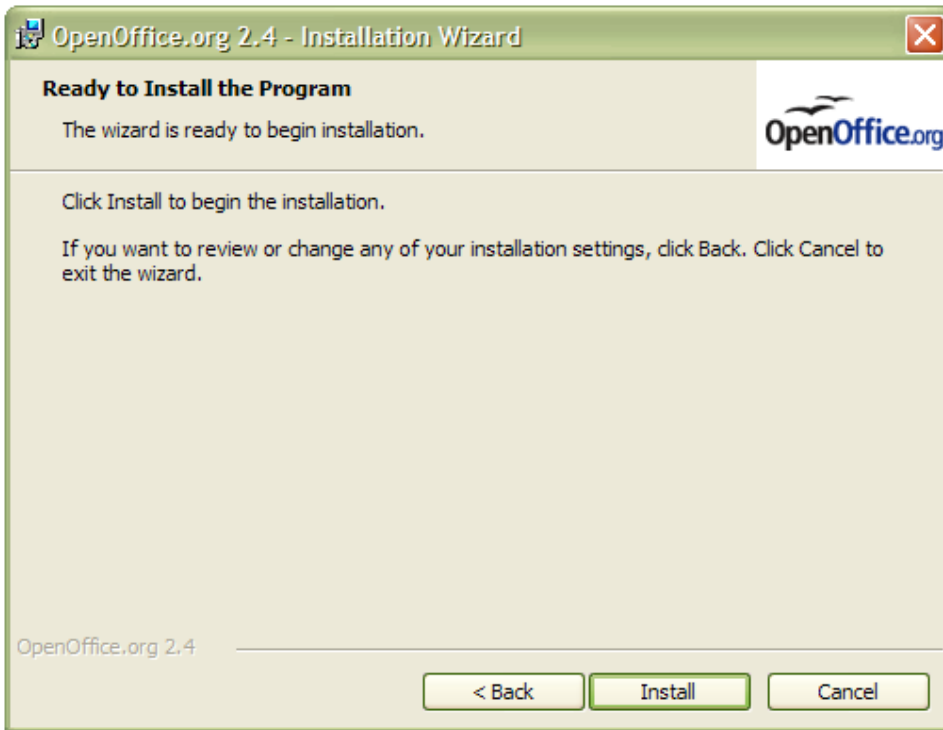 OpenOffice.org 2.4 - Installation Wizard
Ready to Install the Program
The wizard is ready to begin installation.
OpenOffice.org
Click Install to begin the installation.
If you want to review or change any of your installation settings, click Back. Click Cancel to
exit the wizard.
OpenOffice.org 2.4
< Back Install Cancel